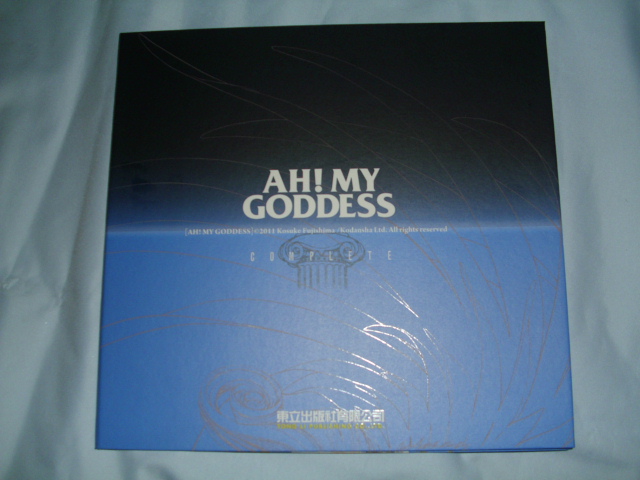 AH! MY
GODDESS
[AH! MY GODDESS]©2011 Kosuke Fujishima /Kodansha Ltd. All rights reserved
COMPLETE
東立出版社有限公司